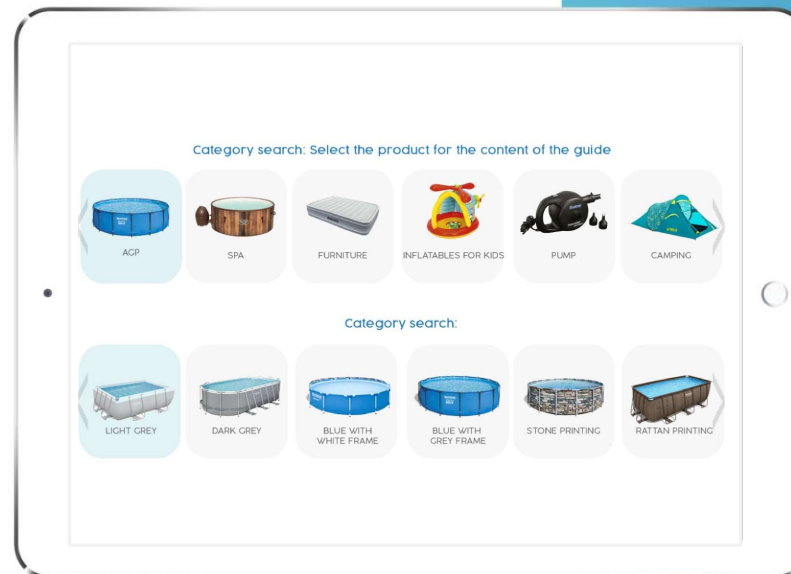 Category search: Select the product for the content of the guide
AGP
SPA
FURNITURE
INFLATABLES FOR KIDS
PUMP
CAMPING
Category search:
LIGHT GREY
DARK GREY
BLUE WITH
WHITE FRAME
BLUE WITH
GREY FRAME
STONE PRINTING
RATTAN PRINTING